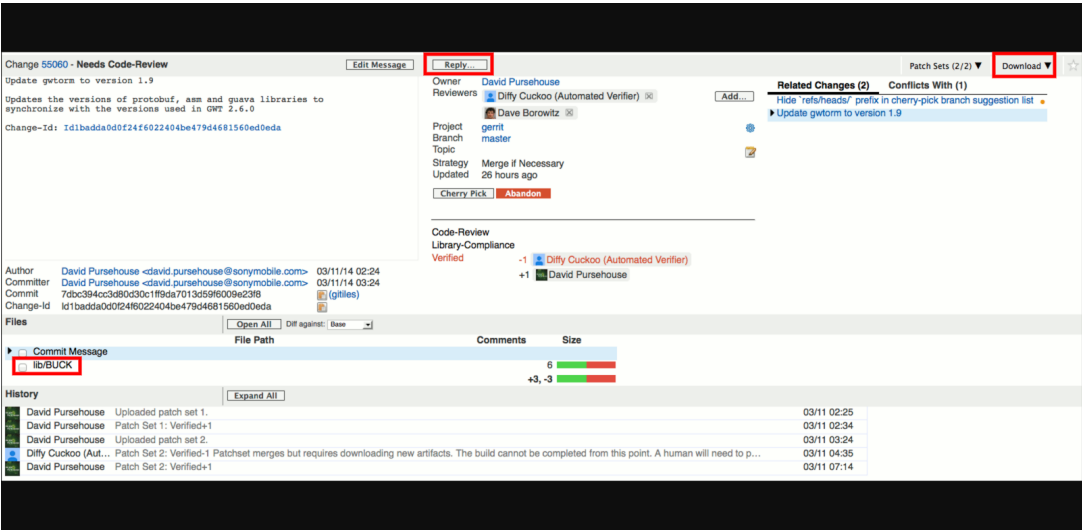 Change 55060 - Needs Code-Review
Edit Message
Reply...
Patch Sets (2/2) ▼
Download ▼
Update gwtorm to version 1.9
Updates the versions of protobuf, asm and guava libraries to
synchronize with the versions used in GWT 2.6.0
Change-Id: Id1badda0d0f24f6022404be479d4681560ed0eda
Owner David Pursehouse
Reviewers Diffy Cuckoo (Automated Verifier)
Add...
Dave Borowitz
Project gerrit
Branch master
Topic
Strategy Merge if Necessary
Updated 26 hours ago
Cherry Pick Abandon
Related Changes (2) Conflicts With (1)
Hide `refs/heads/` prefix in cherry-pick branch suggestion list
Update gwtorm to version 1.9
Code-Review
Library-Compliance
Verified -1 Diffy Cuckoo (Automated Verifier)
+1 David Pursehouse
Author David Pursehouse <david.pursehouse@sonymobile.com> 03/11/14 02:24
Committer David Pursehouse <david.pursehouse@sonymobile.com> 03/11/14 03:24
Commit 7dbc394cc3d80d30c1ff9da7013d59f6009e23f8 (gitiles)
Change-Id Id1badda0d0f24f6022404be479d4681560ed0eda
Files Open All Diff against: Base
File Path Comments Size
Commit Message
lib/BUCK 6
+3, -3
History Expand All
David Pursehouse Uploaded patch set 1. 03/11 02:25
David Pursehouse Patch Set 1: Verified+1 03/11 02:34
David Pursehouse Uploaded patch set 2. 03/11 03:24
Diffy Cuckoo (Aut... Patch Set 2: Verified-1 Patchset merges but requires downloading new artifacts. The build cannot be completed from this point. A human will need to p... 03/11 04:35
David Pursehouse Patch Set 2: Verified+1 03/11 07:14